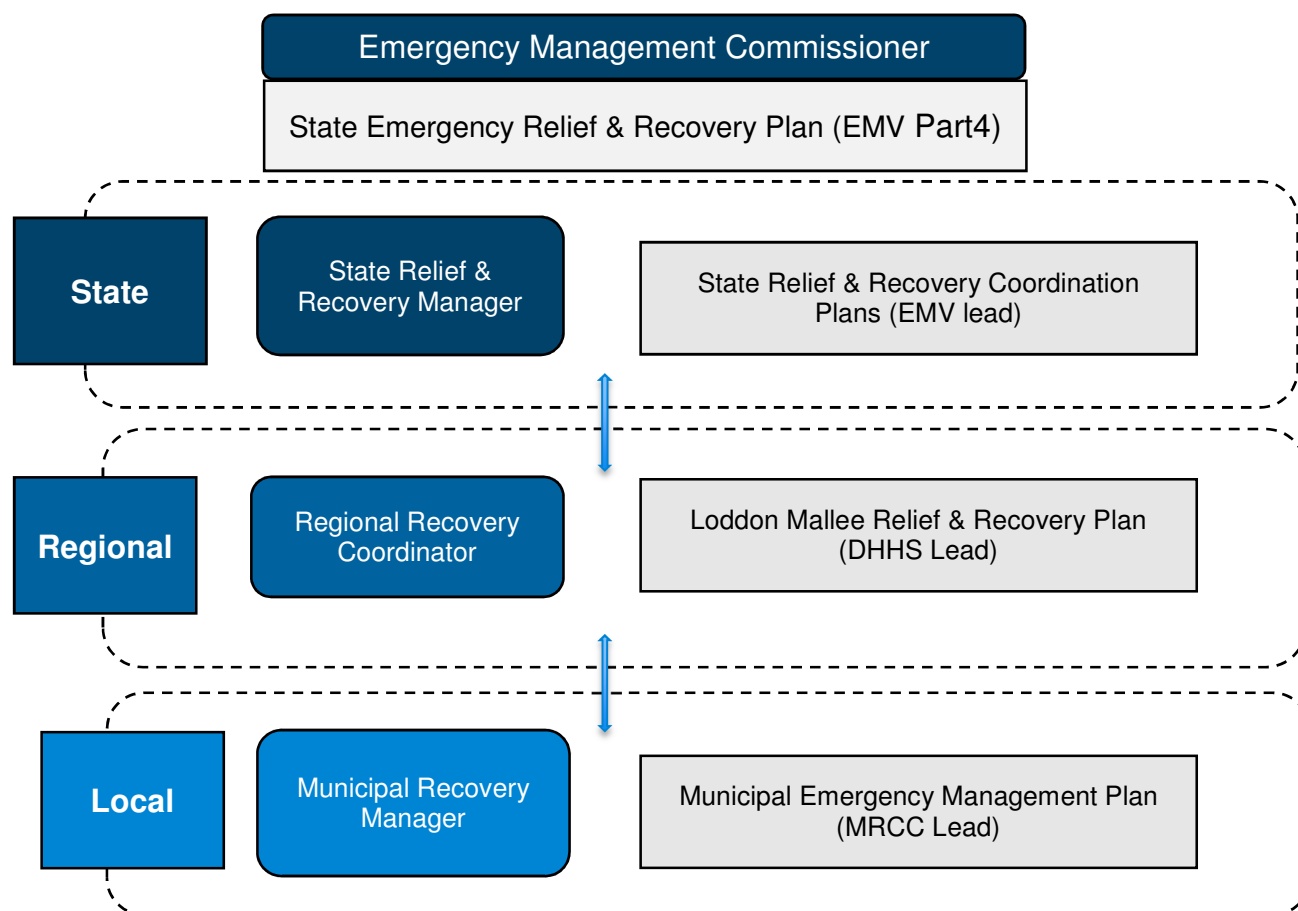 Emergency Management Commissioner
State Emergency Relief & Recovery Plan (EMV Part4)
State
State Relief &
Recovery Manager
State Relief & Recovery Coordination
Plans (EMV lead)
Regional
Regional Recovery
Coordinator
Loddon Mallee Relief & Recovery Plan
(DHHS Lead)
Local
Municipal Recovery
Manager
Municipal Emergency Management Plan
(MRCC Lead)